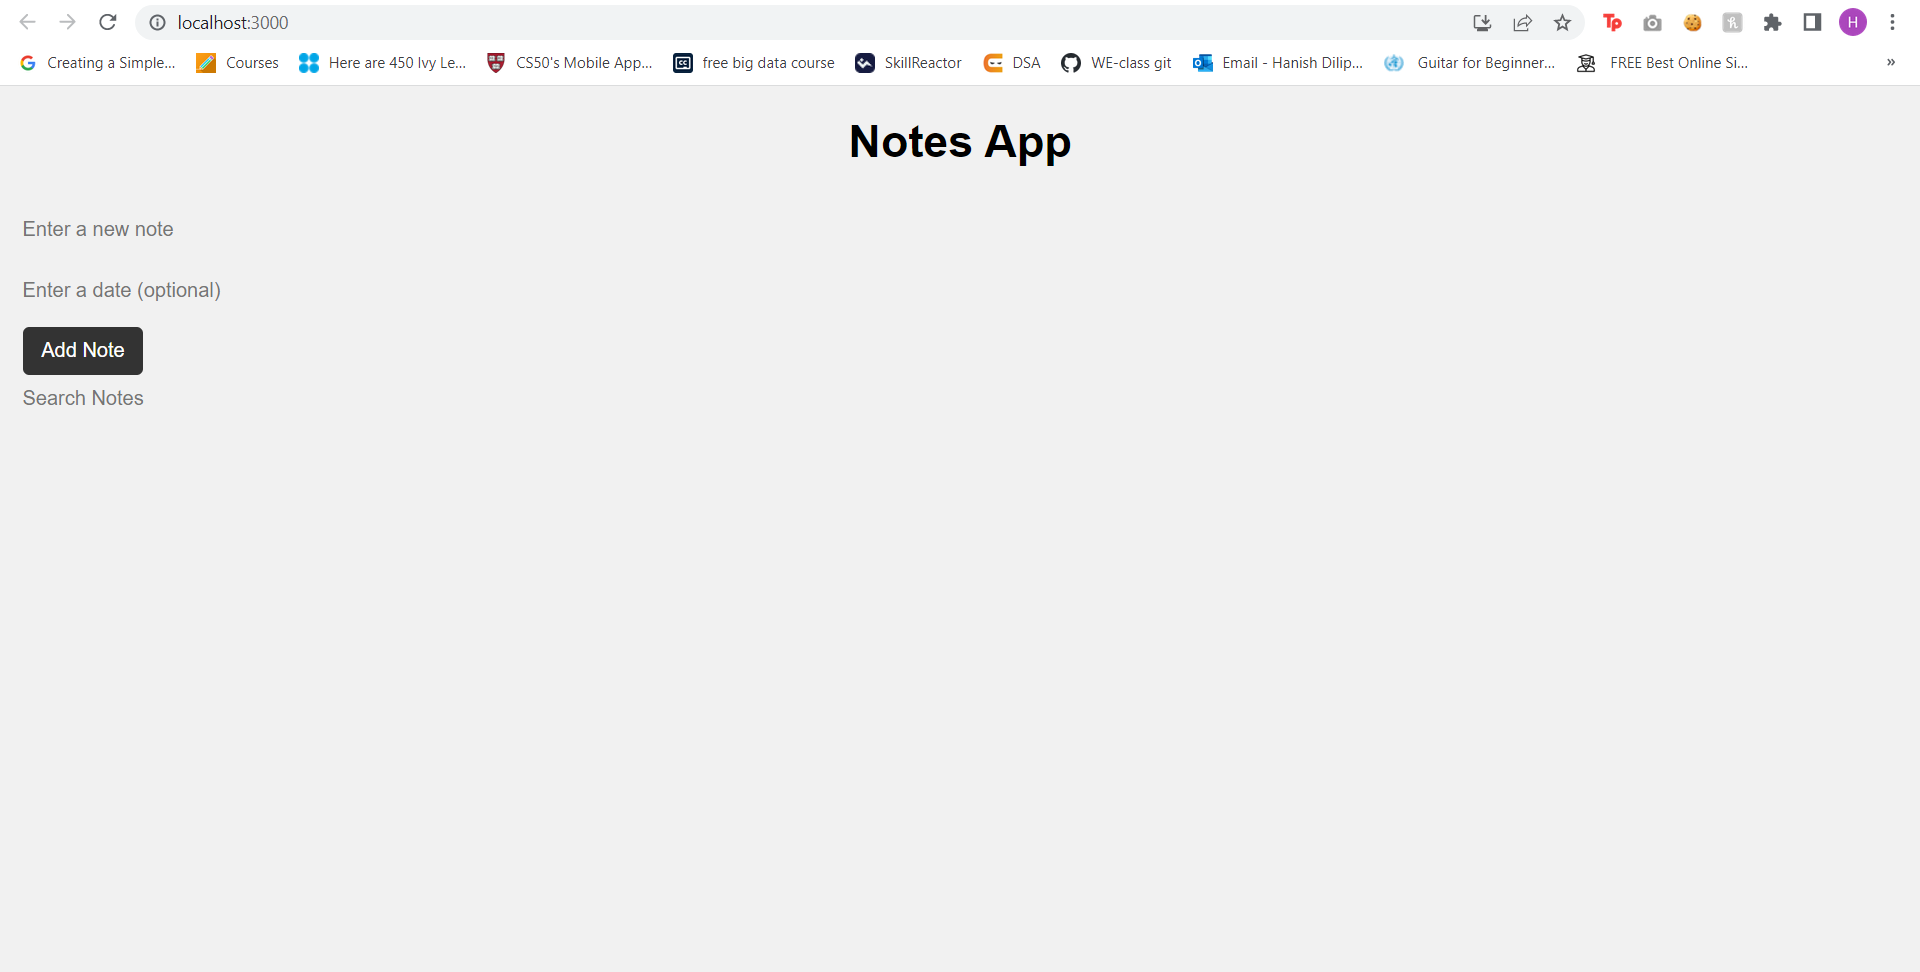 localhost:3000
Tp
H
Creating a Simple... Courses Here are 450 Ivy Le... CS50's Mobile App... free big data course SkillReactor DSA WE-class git Email - Hanish Dilip... Guitar for Beginner... FREE Best Online Si... »
Notes App
Enter a new note
Enter a date (optional)
Add Note
Search Notes